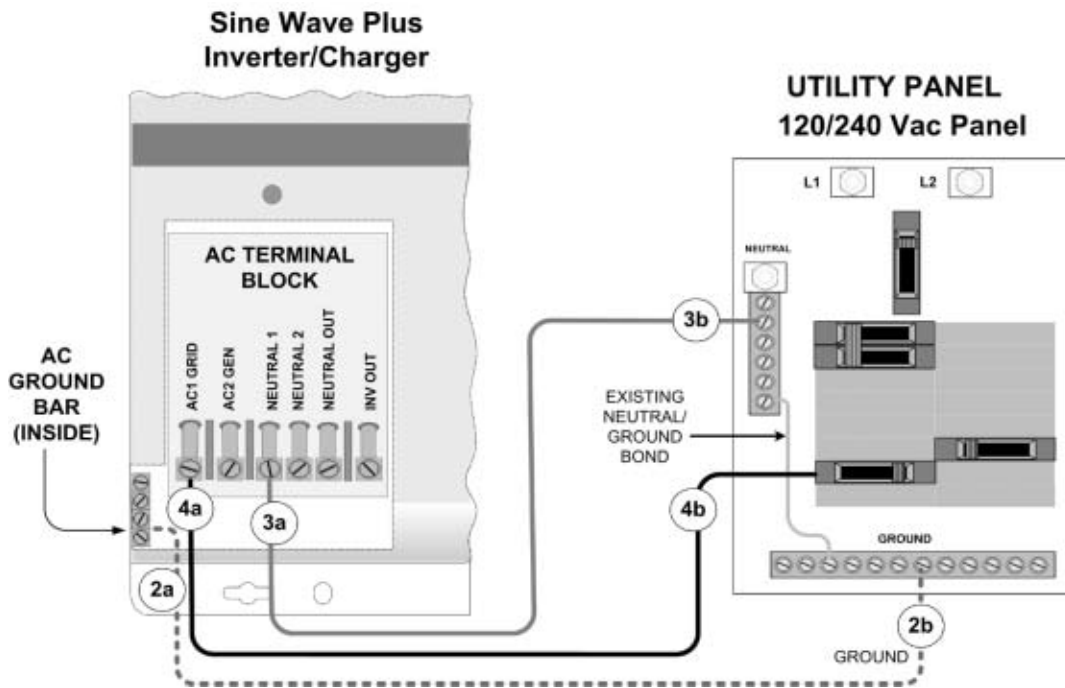 Sine Wave Plus
Inverter/Charger
UTILITY PANEL
120/240 Vac Panel
L1
L2
NEUTRAL
AC TERMINAL
BLOCK
AC1 GRID
AC2 GEN
NEUTRAL 1
NEUTRAL 2
NEUTRAL OUT
INV OUT
AC
GROUND
BAR
(INSIDE)
3b
EXISTING
NEUTRAL/
GROUND
BOND
4a
3a
4b
GROUND
2a
2b
GROUND